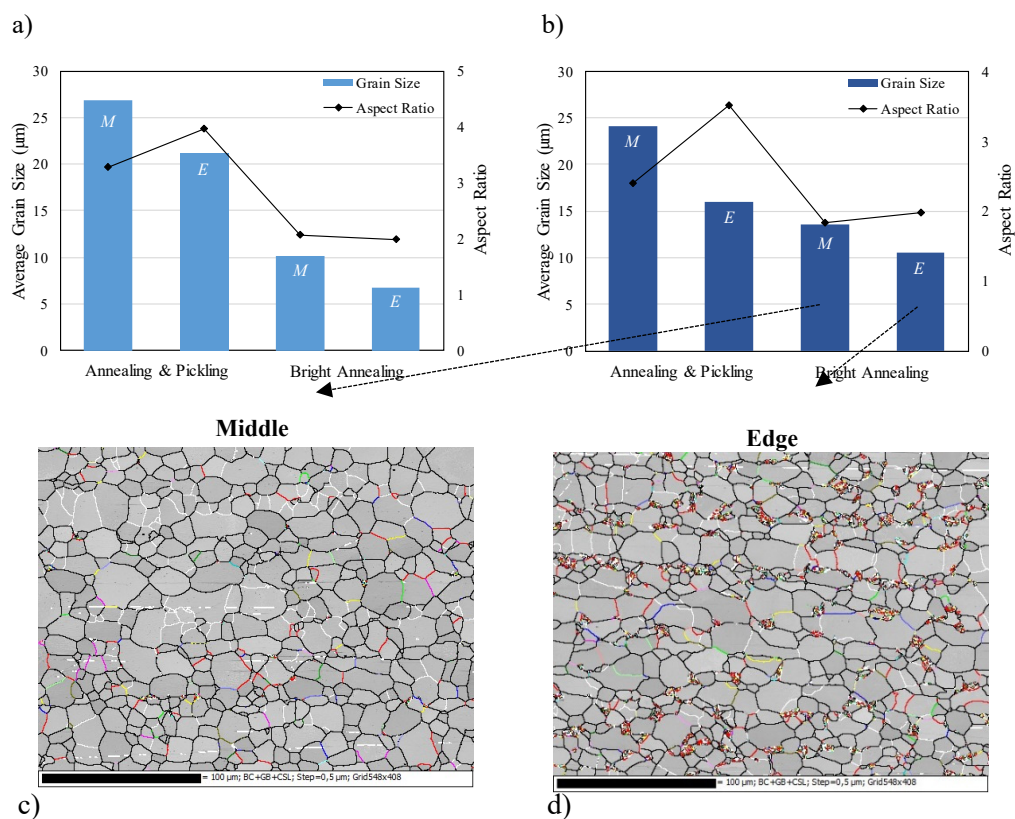 a)
b)
30
25
20
15
10
5
0
Average Grain Size (µm)
5
4
3
2
1
0
Aspect Ratio
Grain Size
Aspect Ratio
M
E
M
E
Annealing & Pickling
Bright Annealing
30
25
20
15
10
5
0
Average Grain Size (µm)
4
3
2
1
0
Aspect Ratio
Grain Size
Aspect Ratio
M
E
M
E
Annealing & Pickling
Bright Annealing
Middle
Edge
= 100 µm; BC+GB+CSL; Step=0,5 µm; Grid548x408
= 100 µm; BC+GB+CSL; Step=0,5 µm; Grid548x408
c)
d)